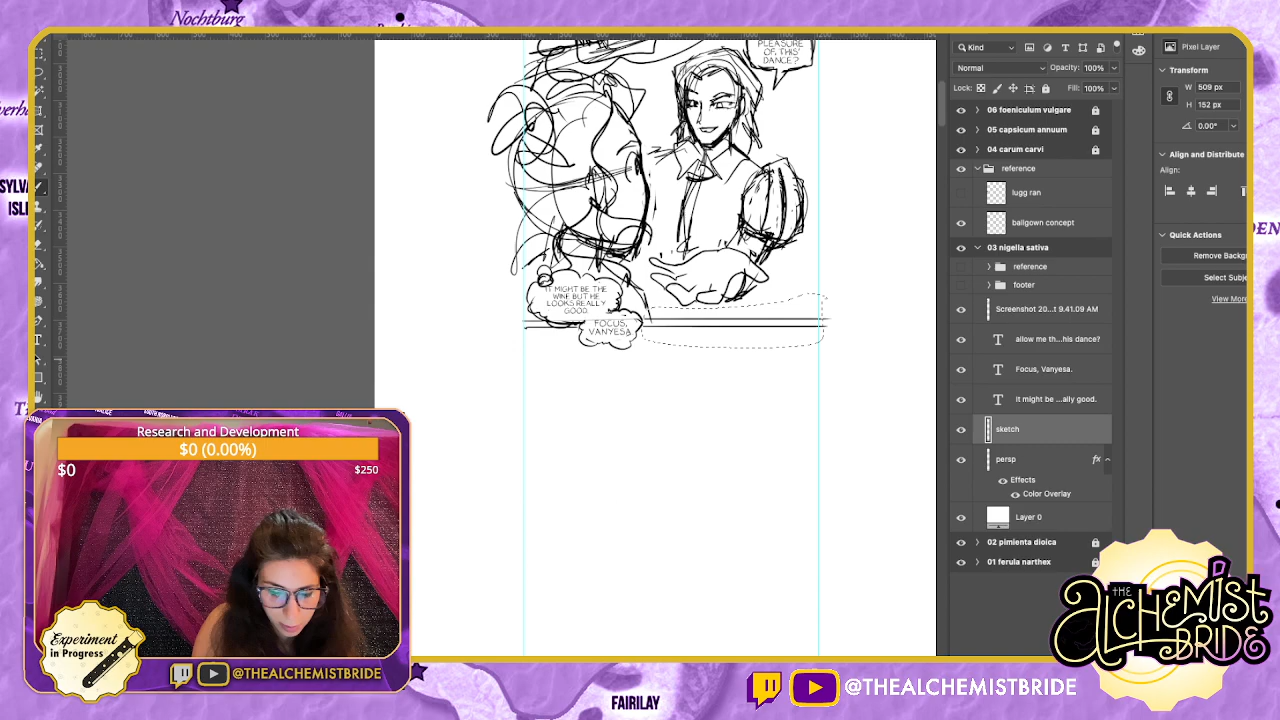 Nochtburg
PLEASURE
OF, THIS
DANCE?
IT MIGHT BE THE
WINE BUT HE
LOOKS REALLY
GOOD.
FOCUS,
VANYESA
Kind
Normal
Opacity: 100%
Lock:
Fill: 100%
06 foeniculum vulgare
05 capsicum annuum
04 carum carvi
reference
lugg ran
ballgown concept
03 nigella sativa
reference
footer
Screenshot 20...t 9.41.09 AM
allow me th...his dance?
Focus, Vanyesa.
it might be ...aily good.
sketch
persp
fx
Effects
Color Overlay
Layer 0
02 pimienta dioica
01 ferula narthex
Pixel Layer
Transform
W 509 px
H 152 px
0.00°
Align and Distribute
Align:
Quick Actions
Remove Backg
Select Subje
View More
Research and Development
$0 (0.00%)
$0
$250
Experiment
in Progress
@THEALCHEMISTBRIDE
FAIRILAY
@THEALCHEMISTBRIDE
THE
ALCHEMIST
BRIDE